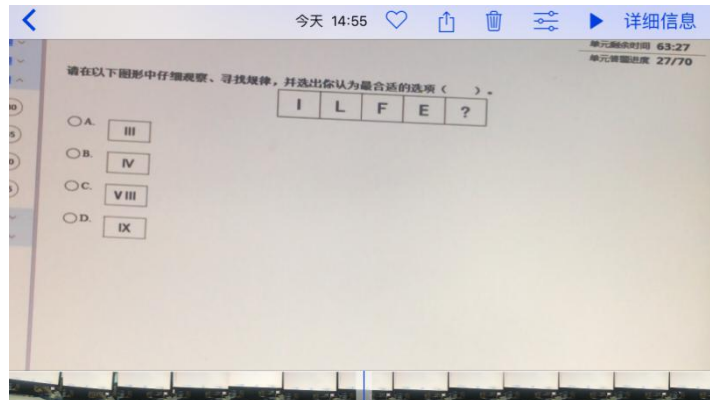 今天 14:55
详细信息
单元剩余时间 63:27
单元答题进度 27/70
请在以下图形中仔细观察、寻找规律，并选出你认为最合适的选项（ ）。
I L F E ?
A. III
B. IV
C. V III
D. IX